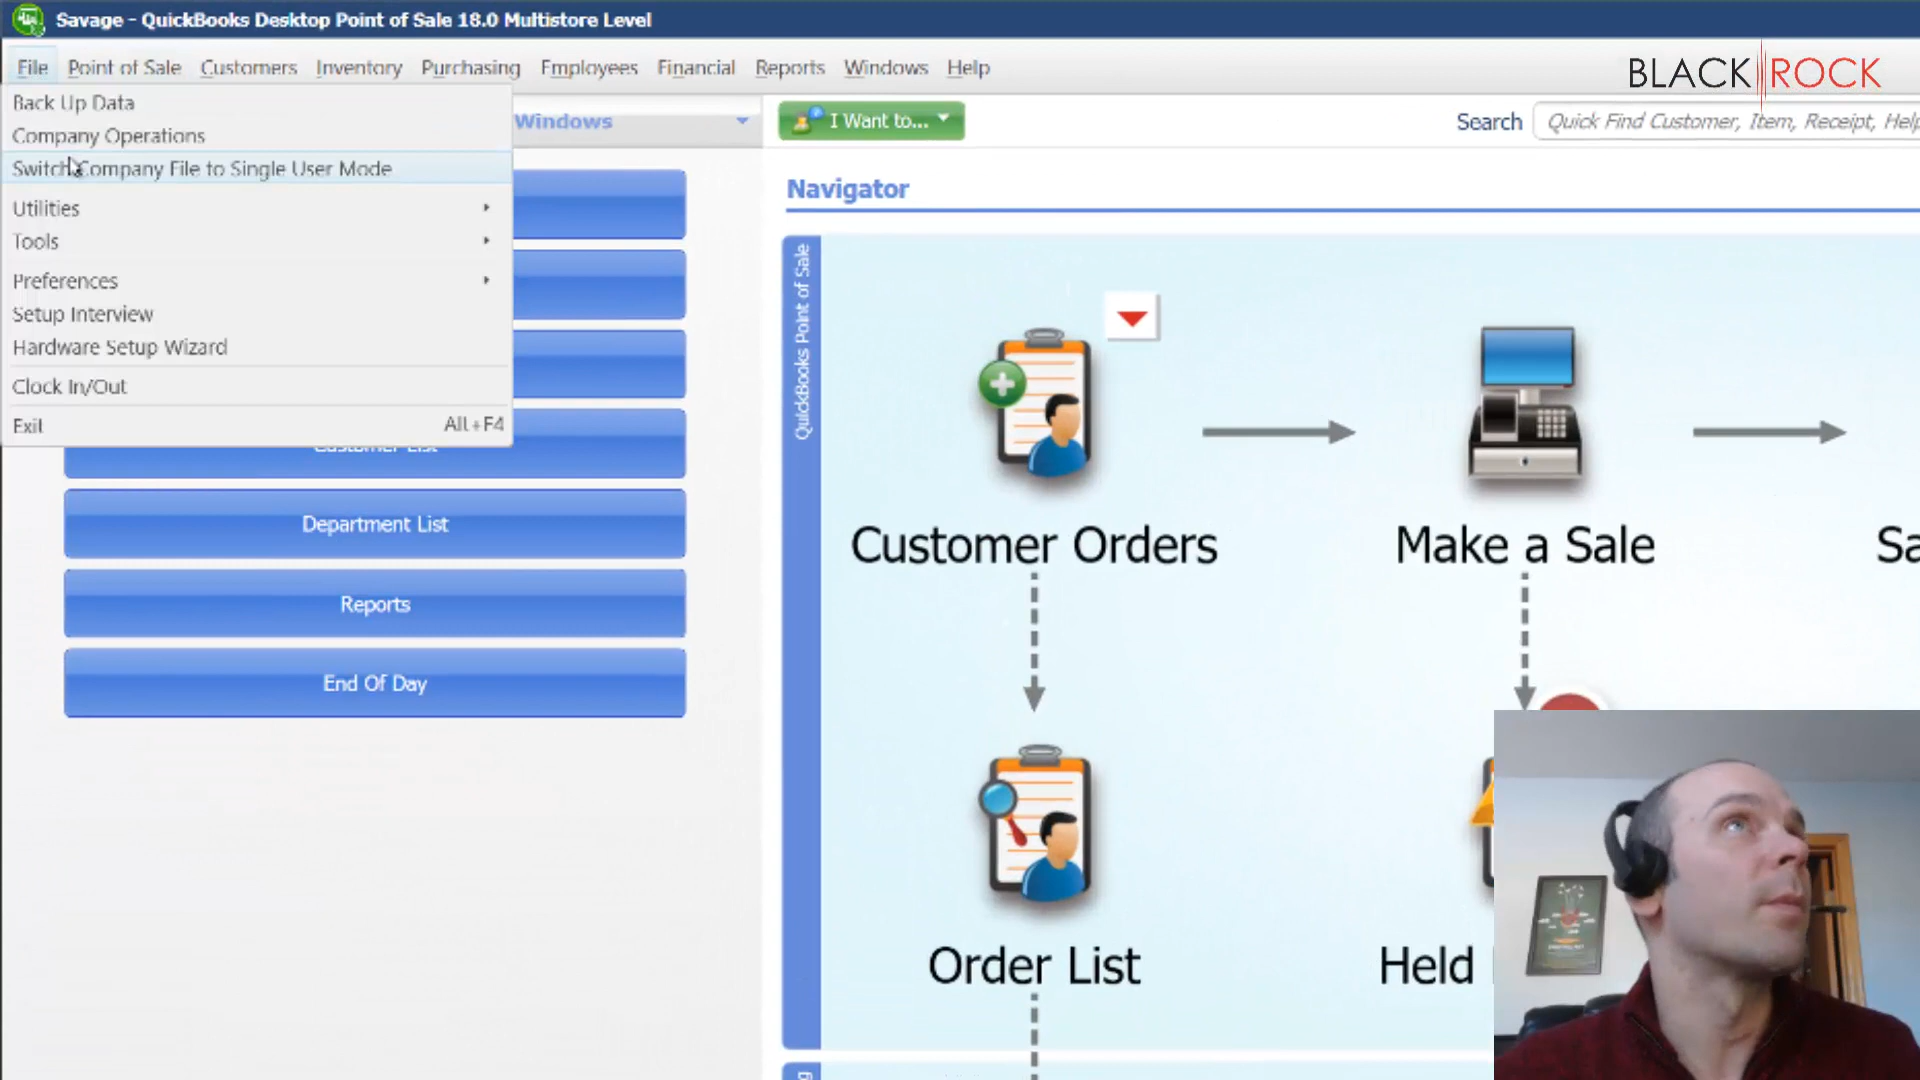 Savage - QuickBooks Desktop Point of Sale 18.0 Multistore Level
File Point of Sale Customers Inventory Purchasing Employees Financial Reports Windows Help
BLACK ROCK
Back Up Data
Company Operations
Switch Company File to Single User Mode
Utilities
Tools
Preferences
Setup Interview
Hardware Setup Wizard
Clock In/Out
Exit Alt+F4
Windows
I Want to...
Search Quick Find Customer, Item, Receipt, Help
Customer List
Department List
Reports
End Of Day
Navigator
QuickBooks Point of Sale
Customer Orders
Make a Sale
Sa
Order List
Held